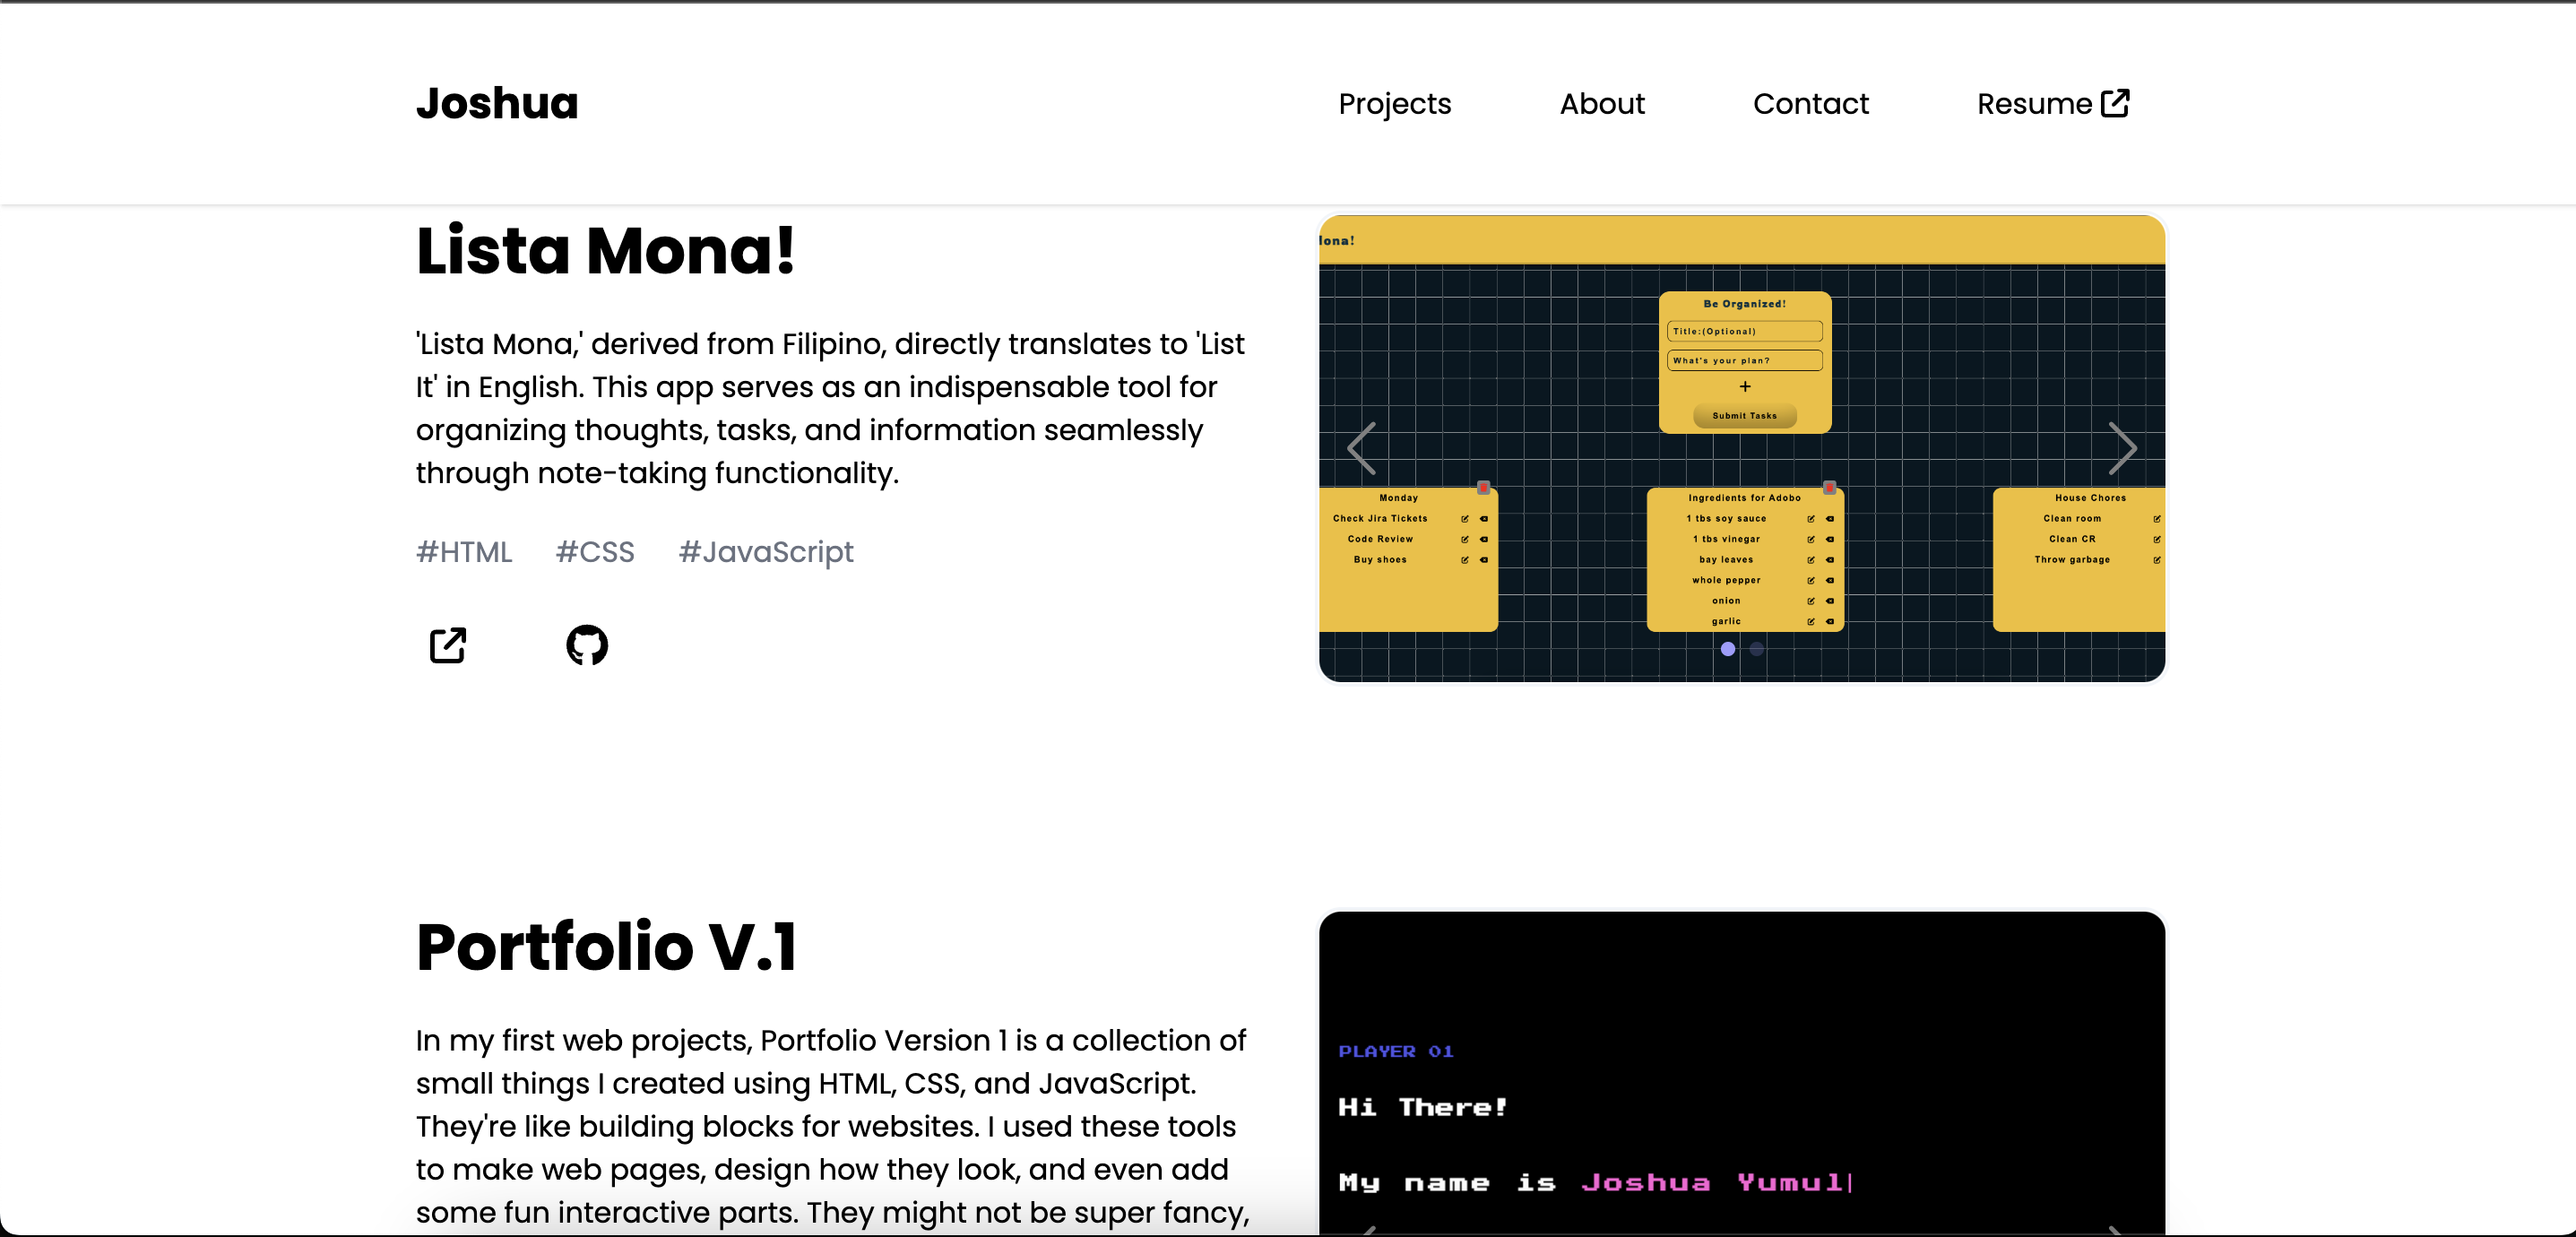 Joshua
Projects
About
Contact
Resume
Lista Mona!
'Lista Mona,' derived from Filipino, directly translates to 'List
It' in English. This app serves as an indispensable tool for
organizing thoughts, tasks, and information seamlessly
through note-taking functionality.
#HTML #CSS #JavaScript
Be Organized!
Title:(Optional)
What's your plan?
+
Submit Tasks
Monday
Check Jira Tickets
Code Review
Buy shoes
Ingredients for Adobo
1 tbs soy sauce
1 tbs vinegar
bay leaves
whole pepper
onion
garlic
House Chores
Clean room
Clean CR
Throw garbage
Portfolio V.1
In my first web projects, Portfolio Version 1 is a collection of
small things I created using HTML, CSS, and JavaScript.
They're like building blocks for websites. I used these tools
to make web pages, design how they look, and even add
some fun interactive parts. They might not be super fancy,
PLAYER 01
Hi There!
My name is Joshua Yumul|